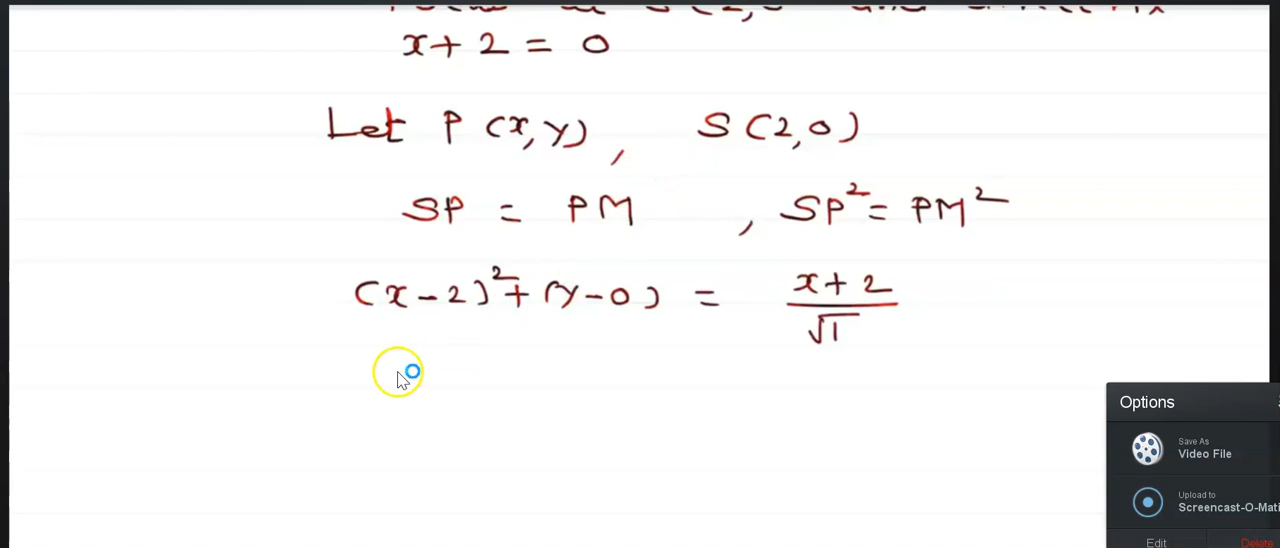 x + 2 = 0
Let P (x, y), S (2, 0)
SP = PM , SP² = PM²
(x - 2)² + (y - 0) = (x + 2)/√1
Options
Save As
Video File
Upload to
Screencast-O-Mati
Edit
Delete